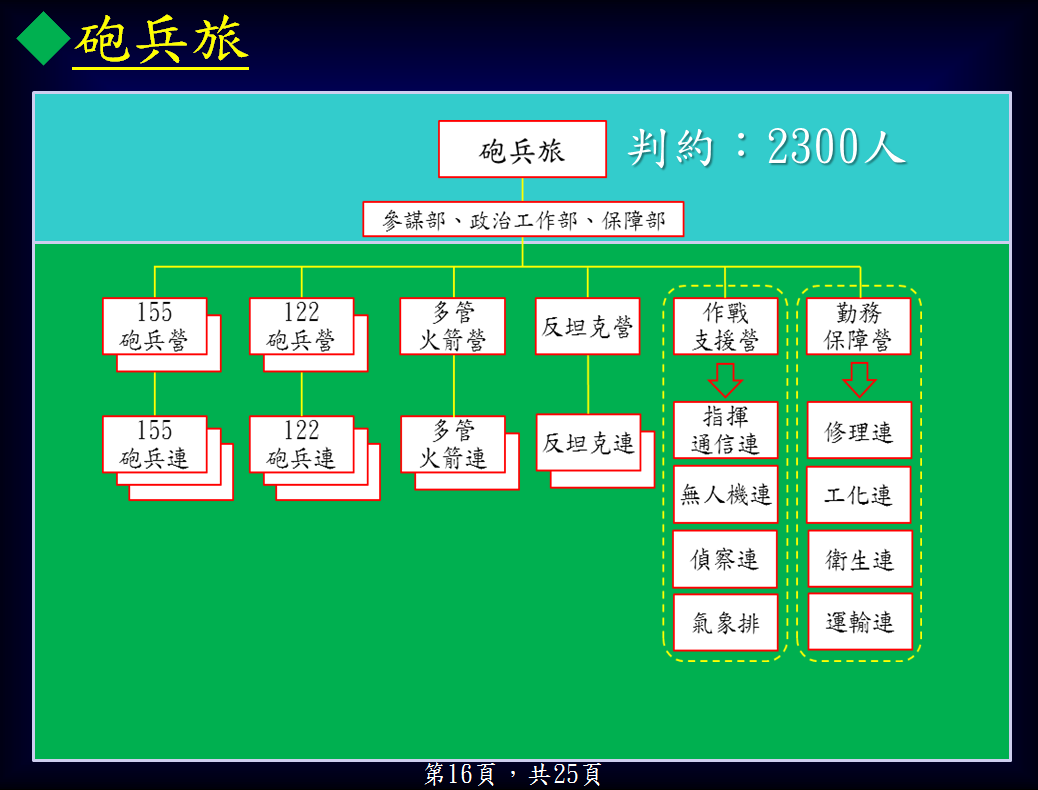 砲兵旅
砲兵旅
判約：2300人
參謀部、政治工作部、保障部
155
砲兵營
122
砲兵營
多管
火箭營
反坦克營
作戰
支援營
勤務
保障營
155
砲兵連
122
砲兵連
多管
火箭連
反坦克連
指揮
通信連
無人機連
偵察連
氣象排
修理連
工化連
衛生連
運輸連
第16頁，共25頁